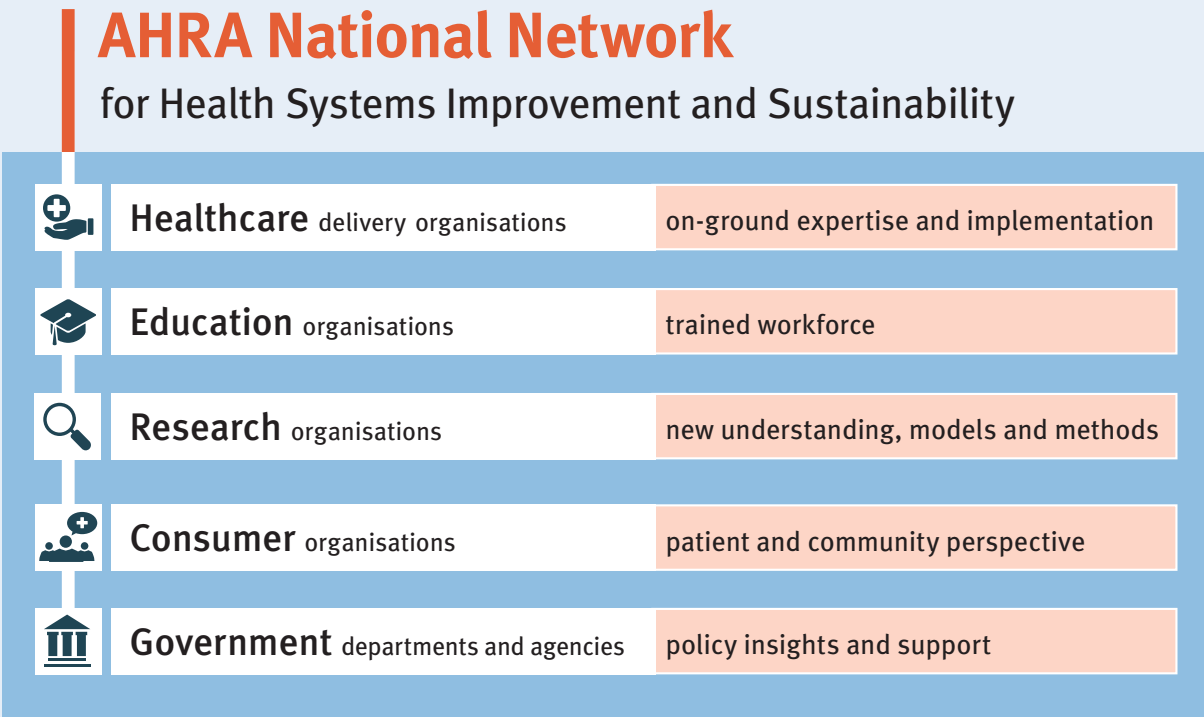 AHRA National Network
for Health Systems Improvement and Sustainability
Healthcare delivery organisations on-ground expertise and implementation
Education organisations trained workforce
Research organisations new understanding, models and methods
Consumer organisations patient and community perspective
Government departments and agencies policy insights and support